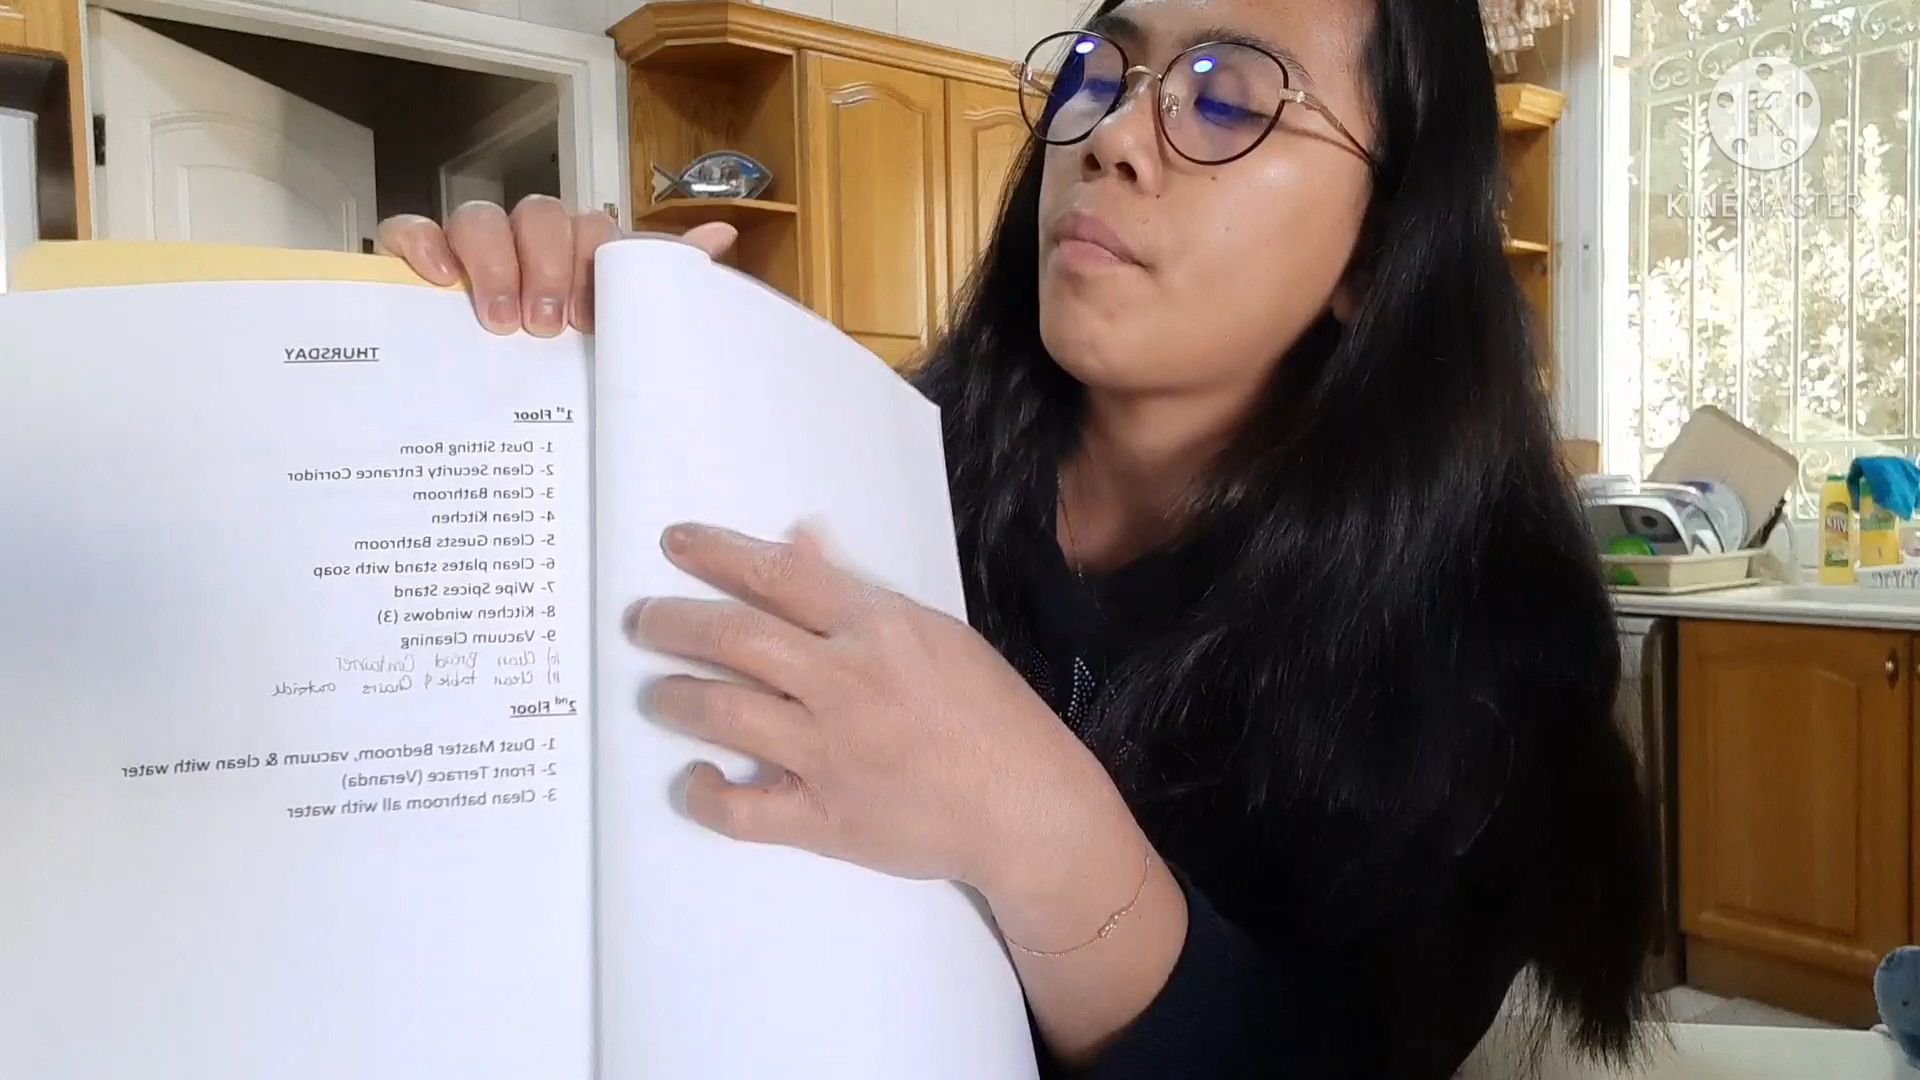 THURSDAY
1st Floor
1- Dust Sitting Room
2- Clean Security Entrance Corridor
3- Clean Bathroom
4- Clean Kitchen
5- Clean Guests Bathroom
6- Clean plates stand with soap
7- Wipe Spices Stand
8- Kitchen windows (3)
9- Vacuum Cleaning
10) Clean Bread Container
11) Clean table & Chairs outside
2nd Floor
1- Dust Master Bedroom, vacuum & clean with water
2- Front Terrace (Veranda)
3- Clean bathroom all with water
K
KINEMASTER